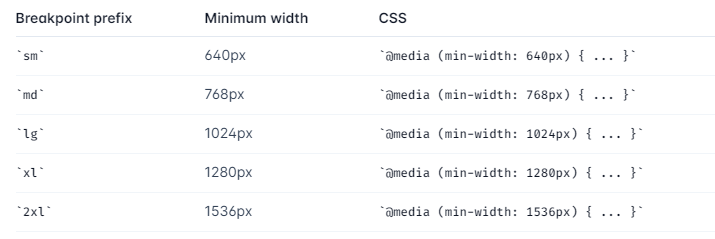 Breakpoint prefix Minimum width CSS
`sm` 640px `@media (min-width: 640px) { ... }`
`md` 768px `@media (min-width: 768px) { ... }`
`lg` 1024px `@media (min-width: 1024px) { ... }`
`xl` 1280px `@media (min-width: 1280px) { ... }`
`2xl` 1536px `@media (min-width: 1536px) { ... }`